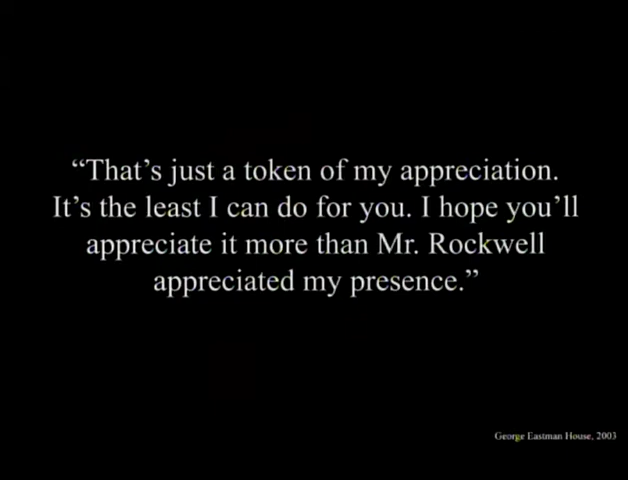 “That’s just a token of my appreciation.
It’s the least I can do for you. I hope you’ll
appreciate it more than Mr. Rockwell
appreciated my presence.”
George Eastman House, 2003